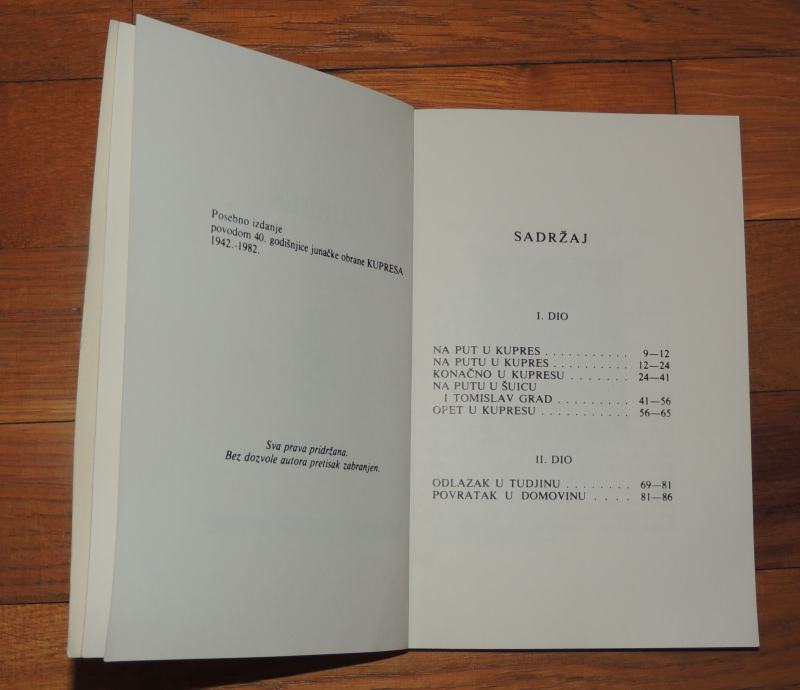 Posebno izdanje
povodom 40. godišnjice junačke obrane KUPRESA
1942.-1982.
Sva prava pridržana.
Bez dozvole autora pretisak zabranjen.
SADRŽAJ
I. DIO
NA PUT U KUPRES . . . . . . . . . . . 9—12
NA PUTU U KUPRES . . . . . . . . . . 12—24
KONAČNO U KUPRESU . . . . . . . . 24—41
NA PUTU U ŠUICU
I TOMISLAV GRAD . . . . . . . . . 41—56
OPET U KUPRESU . . . . . . . . . . . 56—65
II. DIO
ODLAZAK U TUDJINU . . . . . . . . 69—81
POVRATAK U DOMOVINU . . . . 81—86